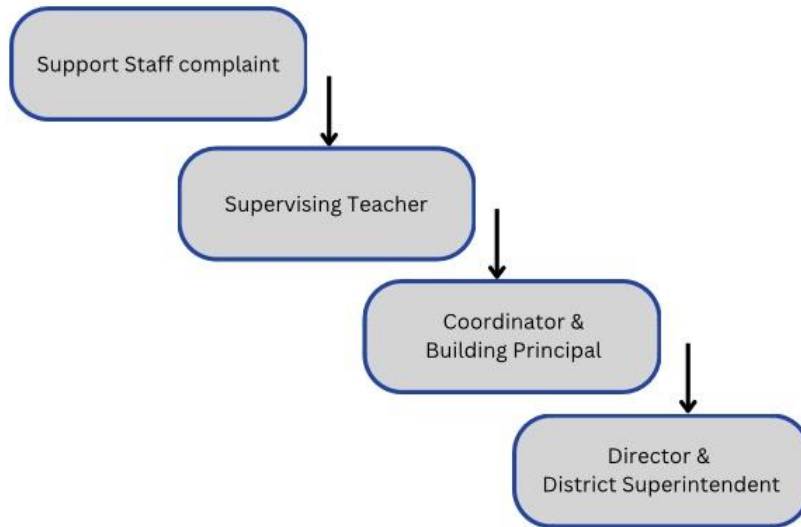 Support Staff complaint
Supervising Teacher
Coordinator &
Building Principal
Director &
District Superintendent